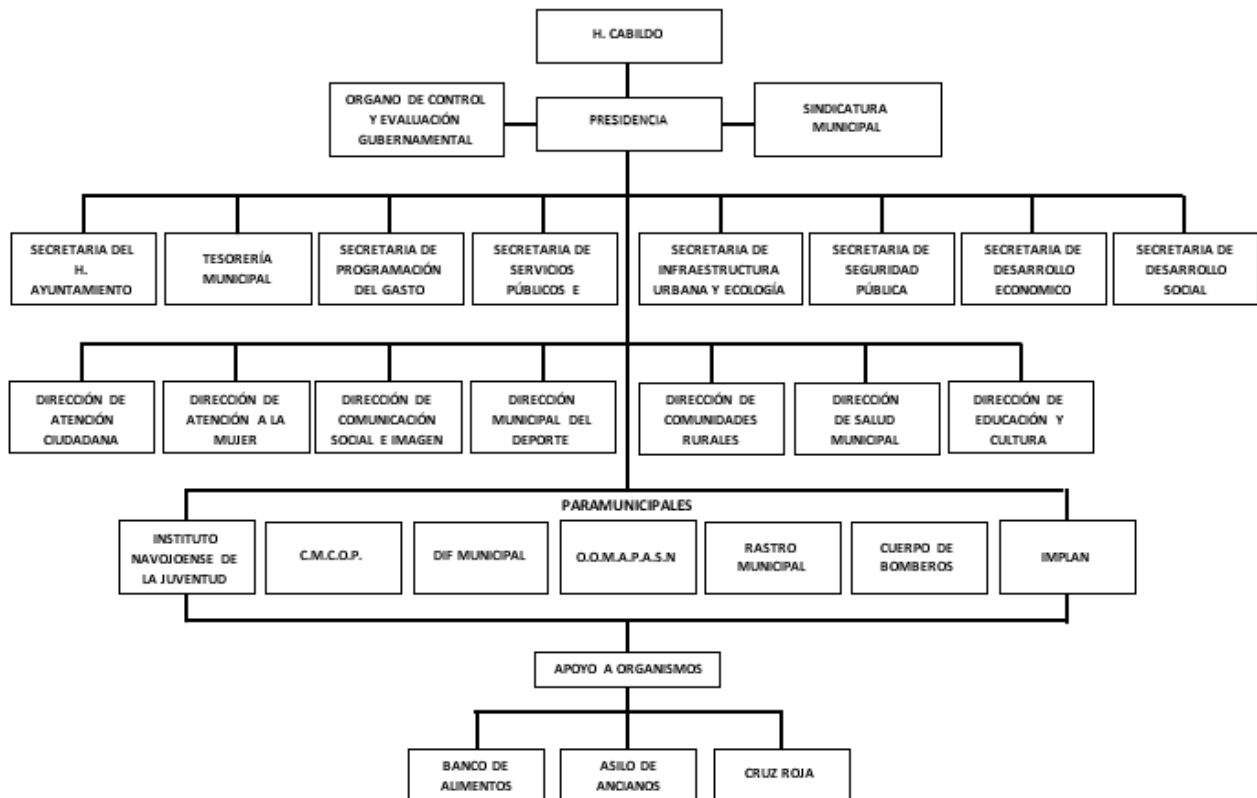 H. CABILDO
ORGANO DE CONTROL
Y EVALUACIÓN
GUBERNAMENTAL
PRESIDENCIA
SINDICATURA
MUNICIPAL
SECRETARIA DEL
H.
AYUNTAMIENTO
TESORERÍA
MUNICIPAL
SECRETARIA DE
PROGRAMACIÓN
DEL GASTO
SECRETARIA DE
SERVICIOS
PÚBLICOS E
SECRETARIA DE
INFRAESTRUCTURA
URBANA Y ECOLOGÍA
SECRETARIA DE
SEGURIDAD
PÚBLICA
SECRETARIA DE
DESARROLLO
ECONOMICO
SECRETARIA DE
DESARROLLO
SOCIAL
DIRECCIÓN DE
ATENCIÓN
CIUDADANA
DIRECCIÓN DE
ATENCIÓN A LA
MUJER
DIRECCIÓN DE
COMUNICACIÓN
SOCIAL E IMAGEN
DIRECCIÓN
MUNICIPAL DEL
DEPORTE
DIRECCIÓN DE
COMUNIDADES
RURALES
DIRECCIÓN
DE SALUD
MUNICIPAL
DIRECCIÓN DE
EDUCACIÓN Y
CULTURA
PARAMUNICIPALES
INSTITUTO
NAVOJOENSE DE
LA JUVENTUD
C.M.C.O.P.
DIF MUNICIPAL
O.O.M.A.P.A.S.N
RASTRO
MUNICIPAL
CUERPO DE
BOMBEROS
IMPLAN
APOYO A ORGANISMOS
BANCO DE
ALIMENTOS
ASILO DE
ANCIANOS
CRUZ ROJA